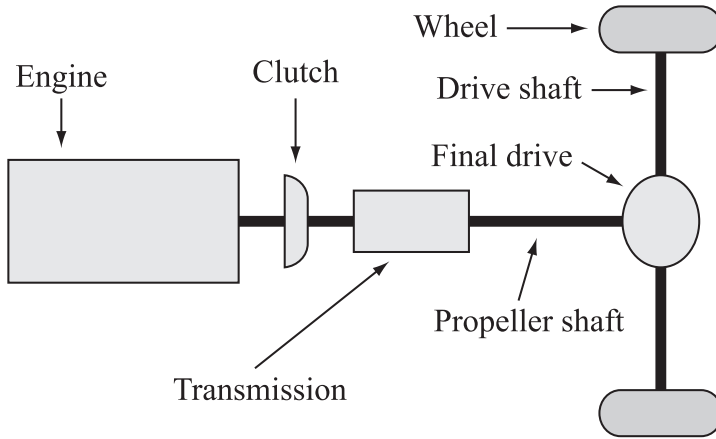 Wheel
Engine
Clutch
Drive shaft
Final drive
Propeller shaft
Transmission